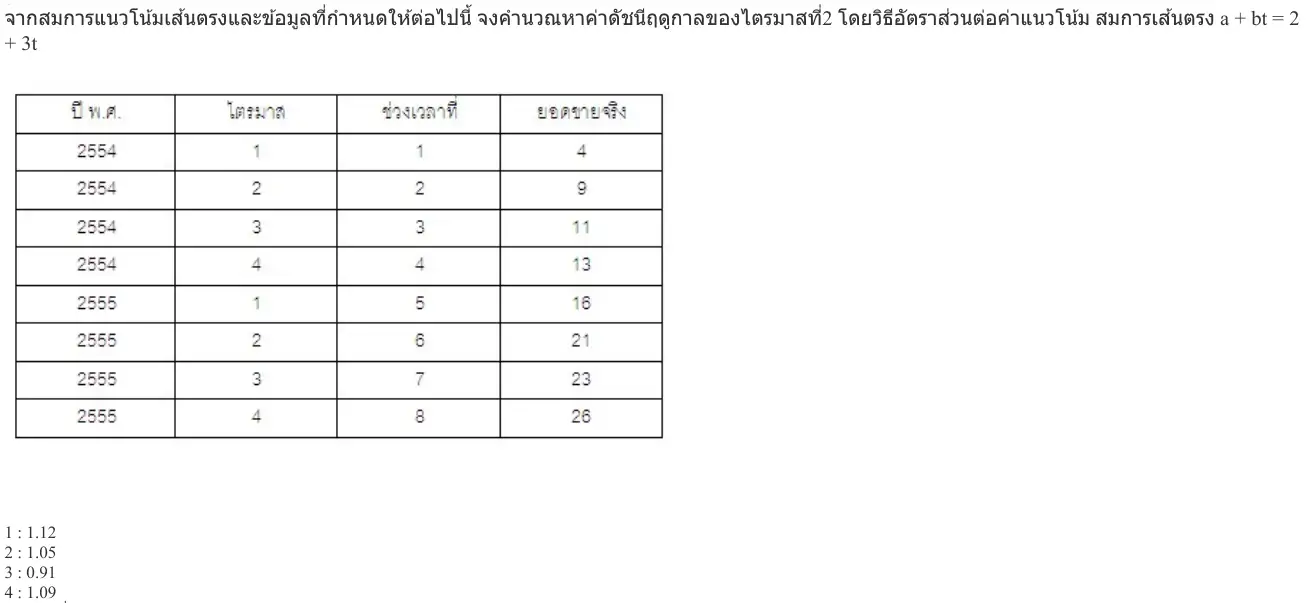 จากสมการแนวโน้มเส้นตรงและข้อมูลที่กำหนดให้ต่อไปนี้ จงคำนวณหาค่าดัชนีฤดูกาลของไตรมาสที่2 โดยวิธีอัตราส่วนต่อค่าแนวโน้ม สมการเส้นตรง a + bt = 2
+ 3t
ปี พ.ศ. ไตรมาส ช่วงเวลาที่ ยอดขายจริง
2554 1 1 4
2554 2 2 9
2554 3 3 11
2554 4 4 13
2555 1 5 16
2555 2 6 21
2555 3 7 23
2555 4 8 26
1 : 1.12
2 : 1.05
3 : 0.91
4 : 1.09